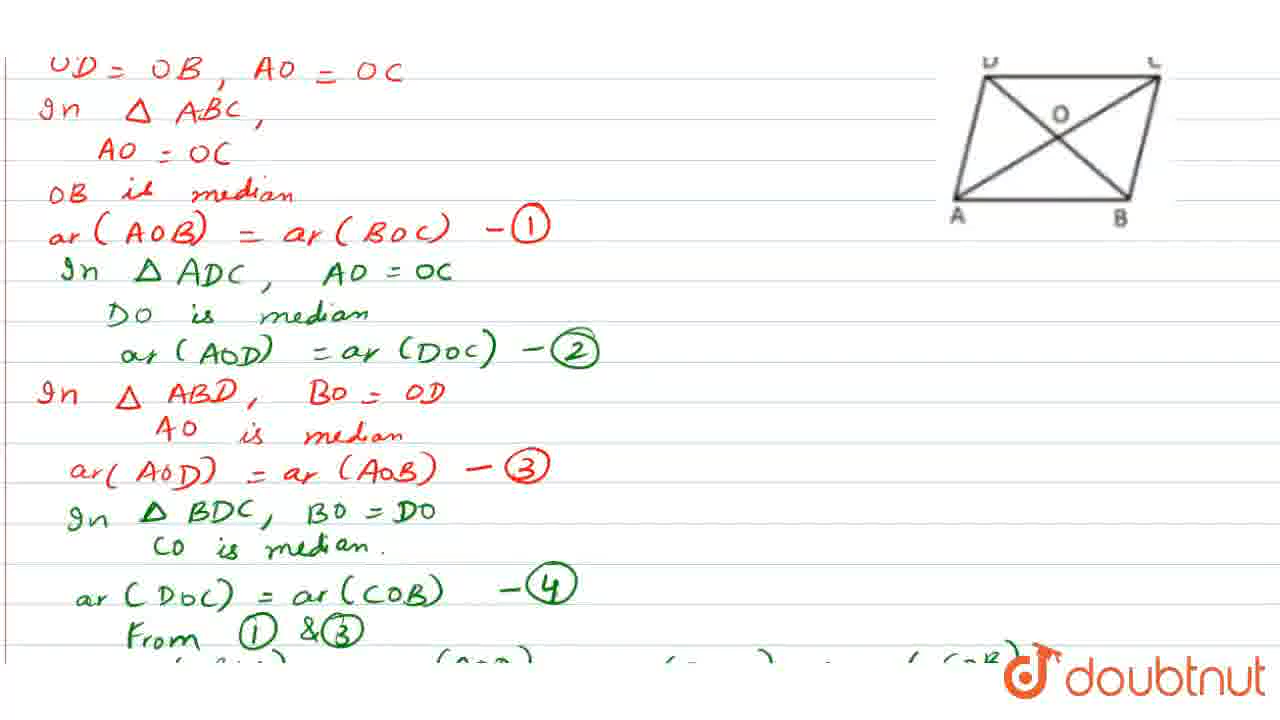 OD = OB, AO = OC
In Δ ABC,
AO = OC
OB is median
ar (AOB) = ar (BOC) - ①
In Δ ADC, AO = OC
DO is median
ar (AOD) = ar (DOC) - ②
In Δ ABD, BO = OD
AO is median
ar (AOD) = ar (AOB) - ③
In Δ BDC, BO = DO
CO is median.
ar (DOC) = ar (COB) - ④
From ① & ③
D C
O
A B
doubtnut